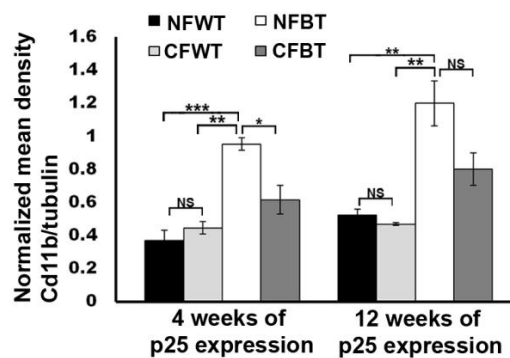 NFWT NFBT
CFWT CFBT
Normalized mean density
Cd11b/tubulin
1.6
1.4
1.2
1
0.8
0.6
0.4
0.2
0
***
**
*
NS
**
**
NS
NS
4 weeks of
p25 expression
12 weeks of
p25 expression